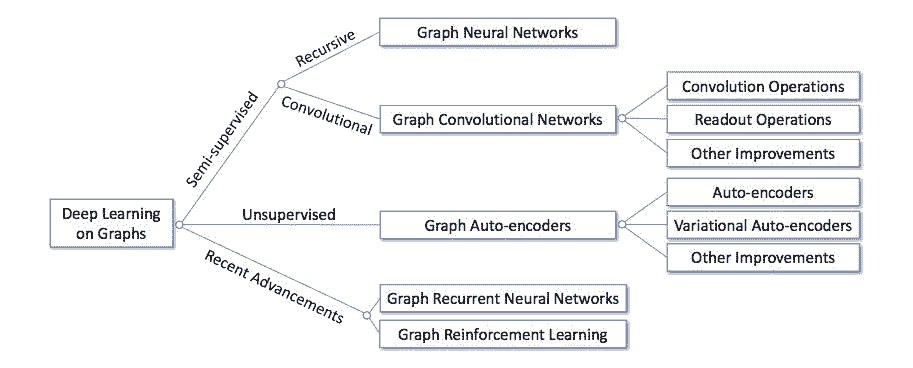 Deep Learning
on Graphs
Semi-supervised
Recursive
Graph Neural Networks
Convolutional
Graph Convolutional Networks
Convolution Operations
Readout Operations
Other Improvements
Unsupervised
Graph Auto-encoders
Auto-encoders
Variational Auto-encoders
Other Improvements
Recent Advancements
Graph Recurrent Neural Networks
Graph Reinforcement Learning